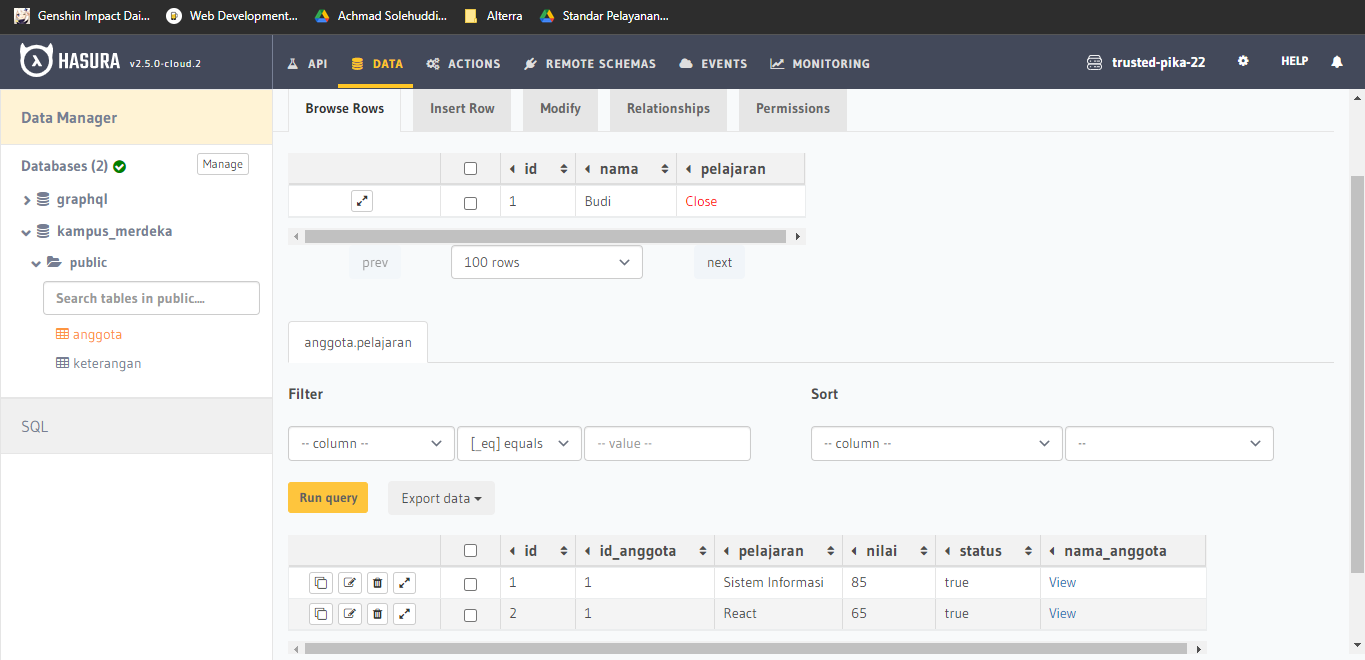 Genshin Impact Dai... Web Development... Achmad Solehuddi... Alterra Standar Pelayanan...
HASURA v2.5.0-cloud.2 API DATA ACTIONS REMOTE SCHEMAS EVENTS MONITORING trusted-pika-22 HELP
Data Manager
Databases (2) Manage
graphql
kampus_merdeka
public
Search tables in public....
anggota
keterangan
SQL
Browse Rows Insert Row Modify Relationships Permissions
id nama pelajaran
1 Budi Close
prev 100 rows next
anggota.pelajaran
Filter Sort
-- column -- [_eq] equals -- value -- -- column -- --
Run query Export data
id id_anggota pelajaran nilai status nama_anggota
1 1 Sistem Informasi 85 true View
2 1 React 65 true View